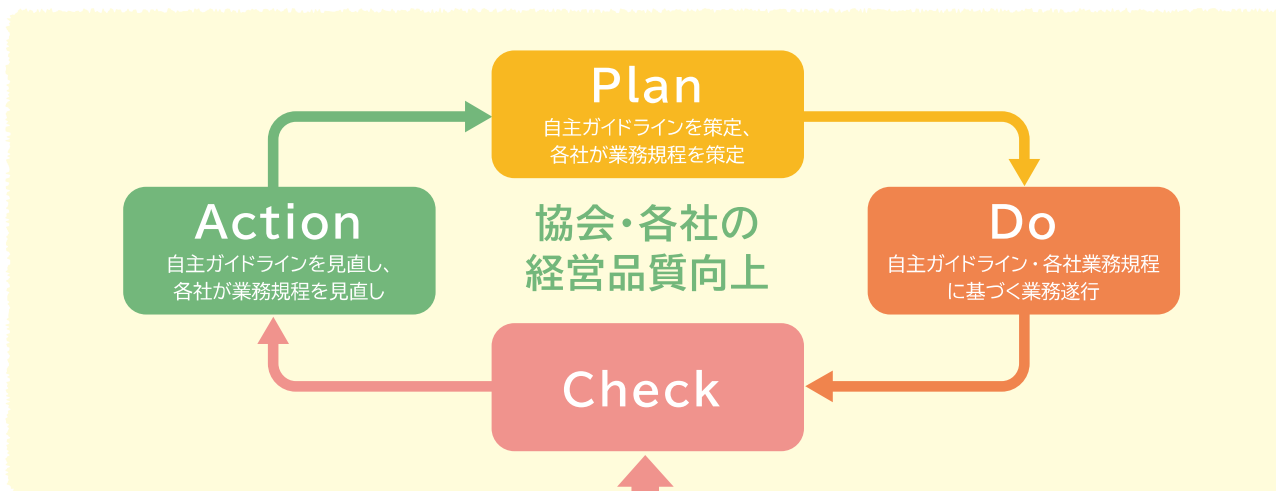 Plan
自主ガイドラインを策定、
各社が業務規程を策定
Action
自主ガイドラインを見直し、
各社が業務規程を見直し
協会・各社の
経営品質向上
Do
自主ガイドライン・各社業務規程
に基づく業務遂行
Check